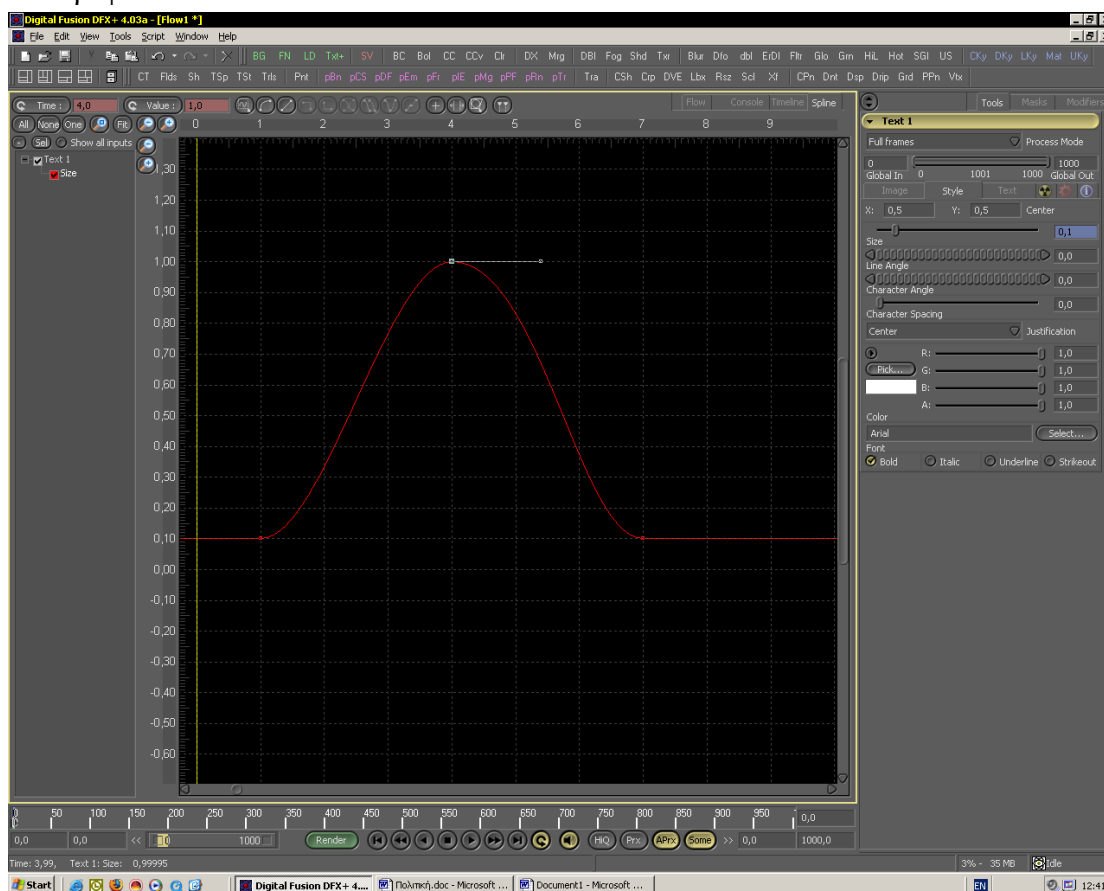 Digital Fusion DFX+ 4.03a - [Flow1 *]
File Edit View Tools Script Window Help
BG FN LD Txt+ SV BC Bol CC CCv Clr DX Mrg DBl Fog Shd Txr Blur Dfo dbl ErDl Fltr Glo Grn HiL Hot SGI US CKy DKy LKy Mat UKy
CT Flds Sh TSp TSt Trls Pnt pBn pCS pDF pEm pFr pIE pMg pPF pRn pTr Tra CSh Crp DVE Lbx Rsz Scl Xf CPn Dnt Dsp Drip Grd PPn Vtx
Time : 4,0 Value : 1,0 Flow Console Timeline Spline
All None One Fit
Sel Show all inputs
Text 1
Size
0 1 2 3 4 5 6 7 8 9
1,30
1,20
1,10
1,00
0,90
0,80
0,70
0,60
0,50
0,40
0,30
0,20
0,10
0,00
-0,10
-0,20
-0,30
-0,40
-0,50
-0,60
Tools Masks Modifiers
Text 1
Full frames Process Mode
0 1000
Global In 0 1001 1000 Global Out
Image Style Text
X: 0,5 Y: 0,5 Center
0,1
Size
0,0
Line Angle
0,0
Character Angle
0,0
Character Spacing
Center Justification
R: 1,0
Pick... G: 1,0
B: 1,0
A: 1,0
Color
Arial Select...
Font
Bold Italic Underline Strikeout
0 50 100 150 200 250 300 350 400 450 500 550 600 650 700 750 800 850 900 950 0,0
0,0 0,0 << 0 1000 Render HiQ Prx APrx Some >> 0,0 1000,0
Time: 3,99, Text 1: Size: 0,99995 3% - 35 MB Idle
Start Digital Fusion DFX+ 4.... Πολιτική.doc - Microsoft ... Document1 - Microsoft ... EN 12:41